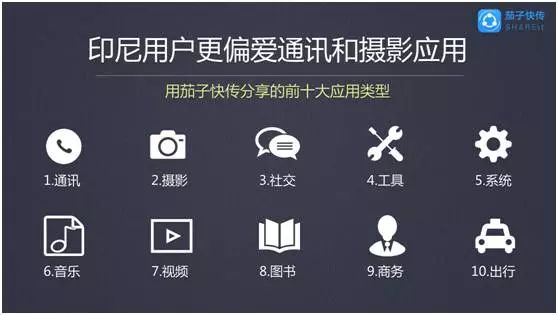 茄子快传
SHAREit
印尼用户更偏爱通讯和摄影应用
用茄子快传分享的前十大应用类型
1.通讯
2.摄影
3.社交
4.工具
5.系统
6.音乐
7.视频
8.图书
9.商务
10.出行